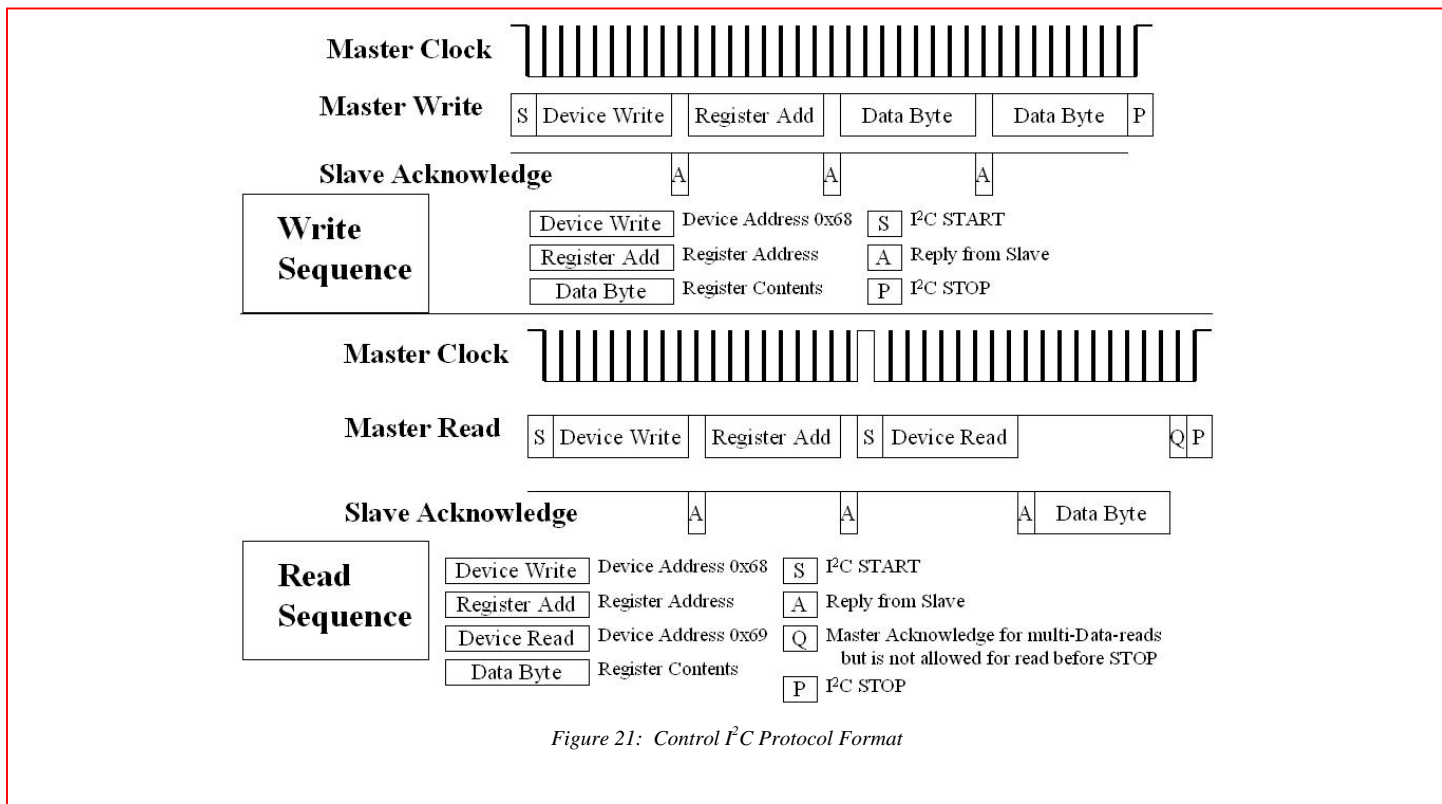 Master Clock
Master Write
S Device Write Register Add Data Byte Data Byte P
Slave Acknowledge
A A A
Write
Sequence
Device Write Device Address 0x68 S I²C START
Register Add Register Address A Reply from Slave
Data Byte Register Contents P I²C STOP
Master Clock
Master Read
S Device Write Register Add S Device Read Q P
Slave Acknowledge
A A A Data Byte
Read
Sequence
Device Write Device Address 0x68 S I²C START
Register Add Register Address A Reply from Slave
Device Read Device Address 0x69 Q Master Acknowledge for multi-Data-reads
but is not allowed for read before STOP
Data Byte Register Contents
P I²C STOP
Figure 21: Control I²C Protocol Format